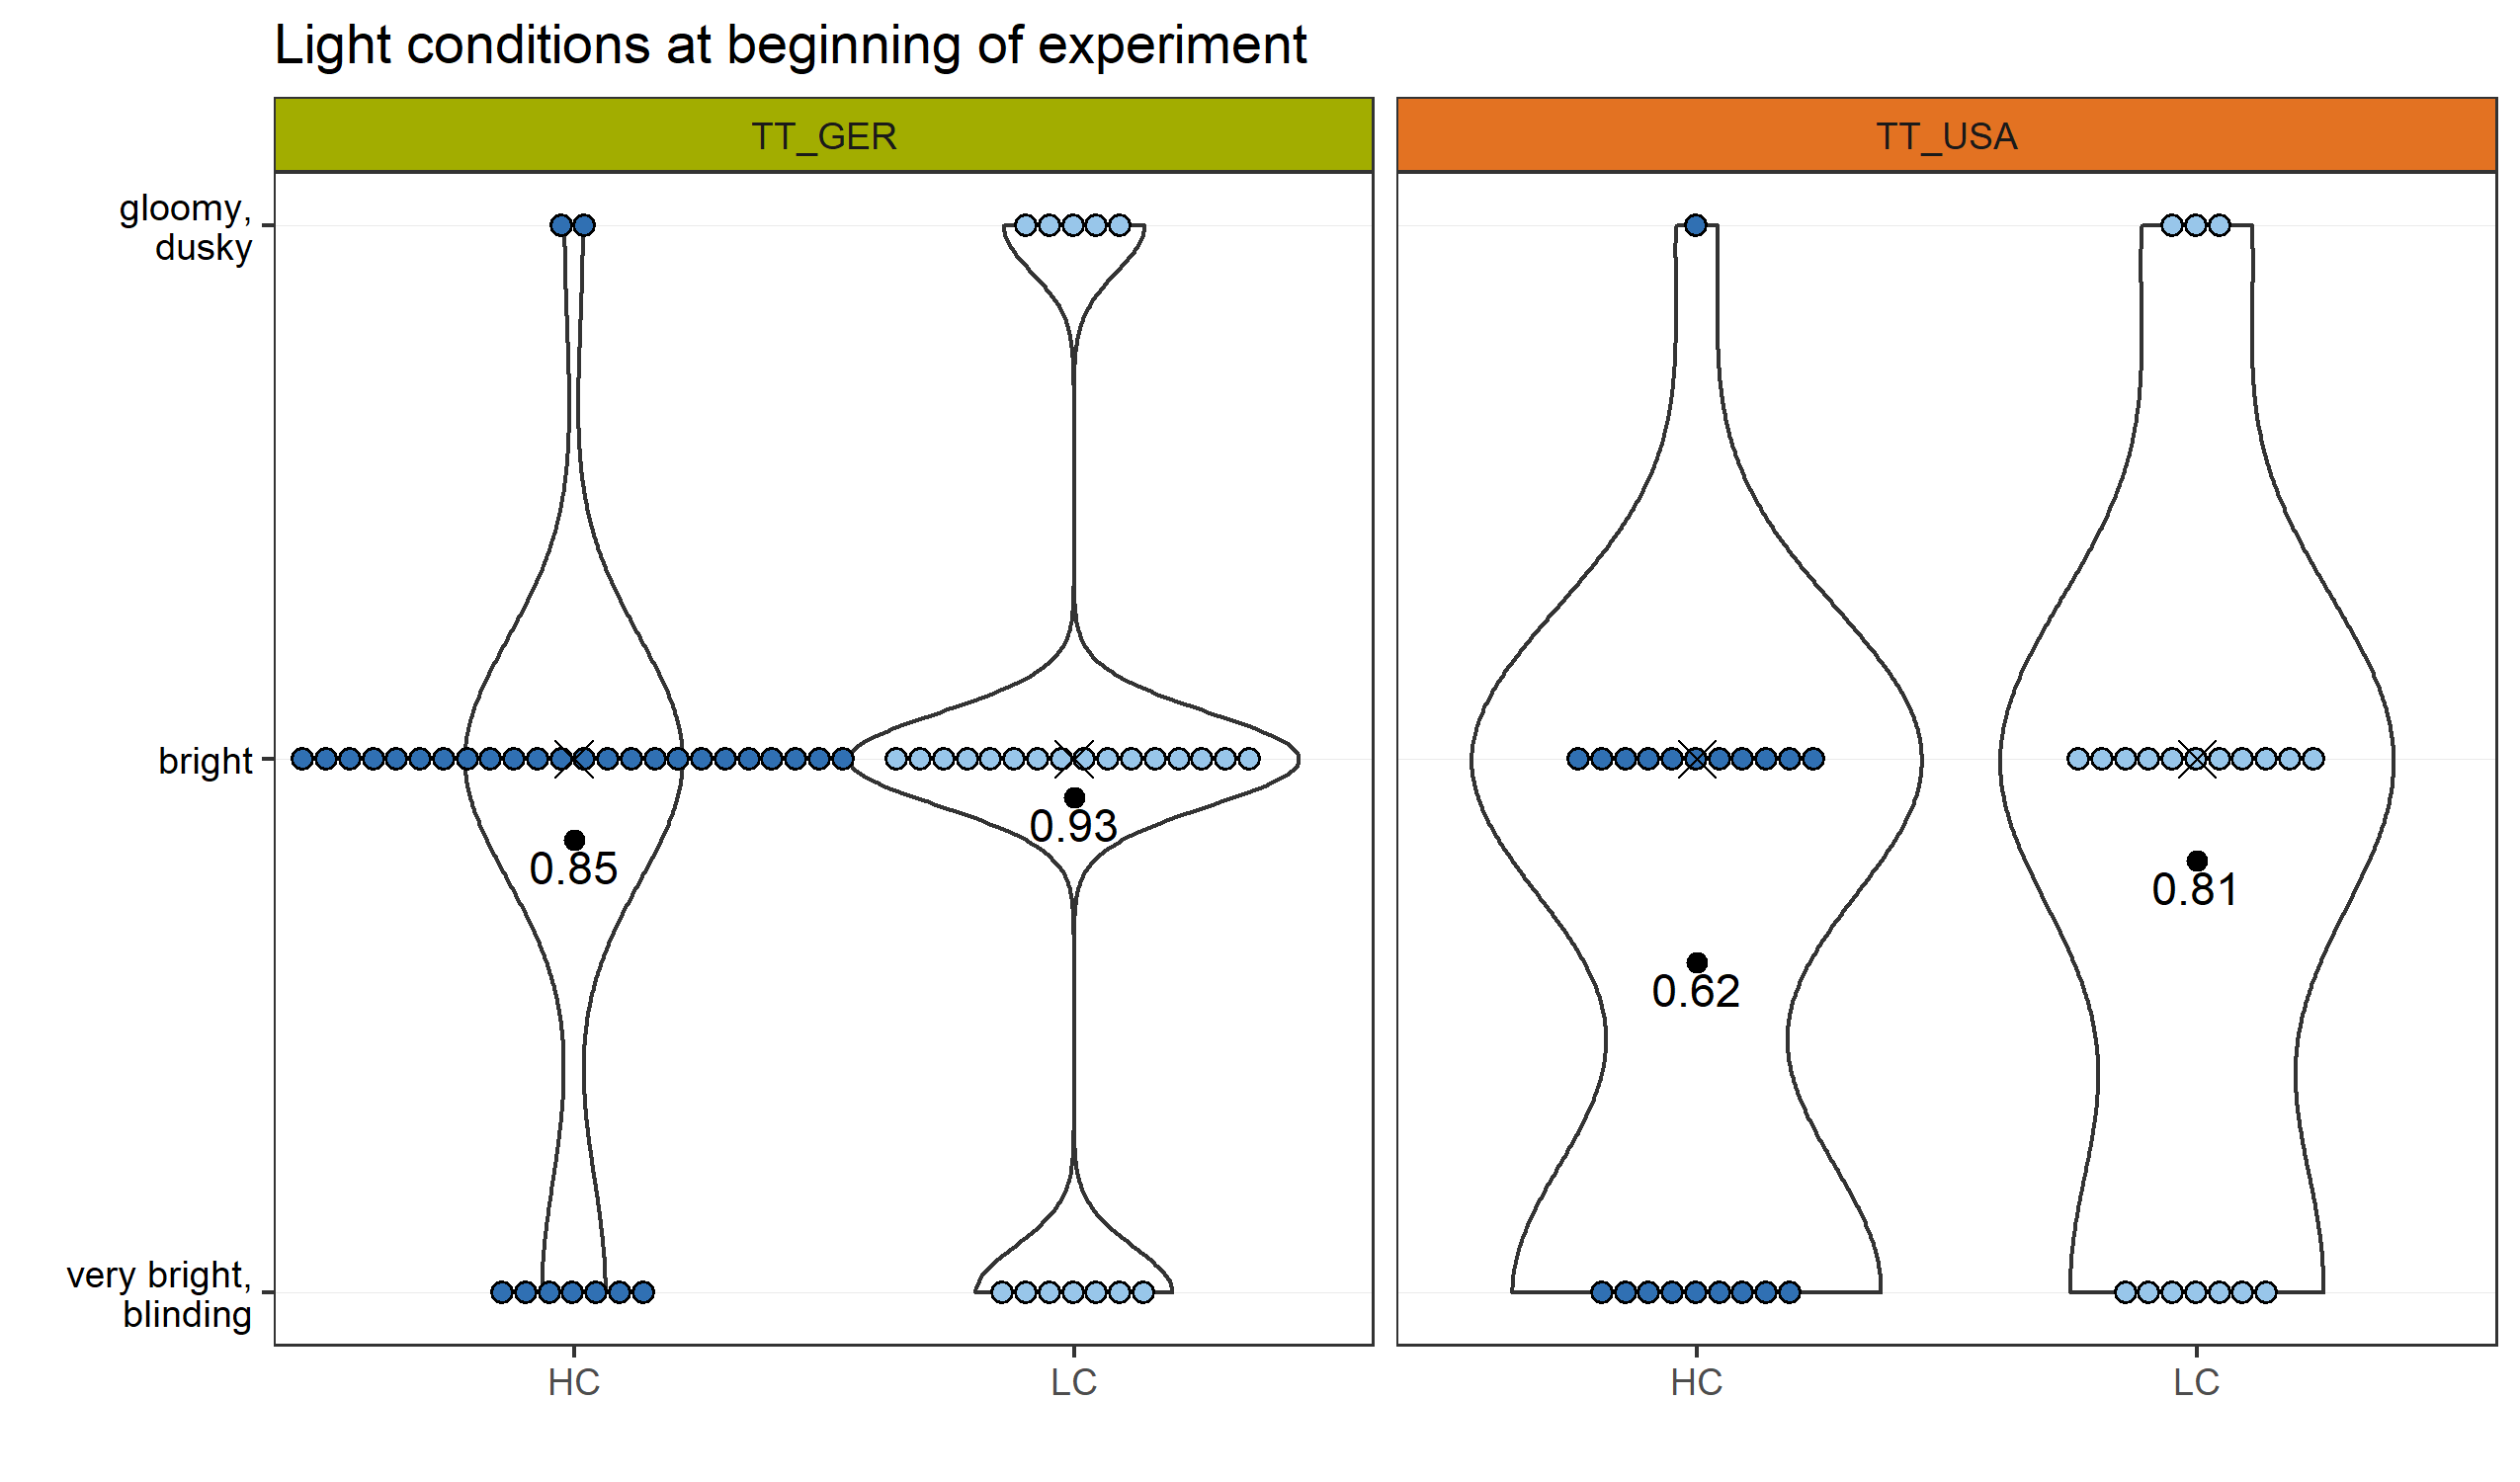 Light conditions at beginning of experiment
TT_GER
TT_USA
gloomy,
dusky
bright
very bright,
blinding
0.85
0.93
0.62
0.81
HC
LC
HC
LC